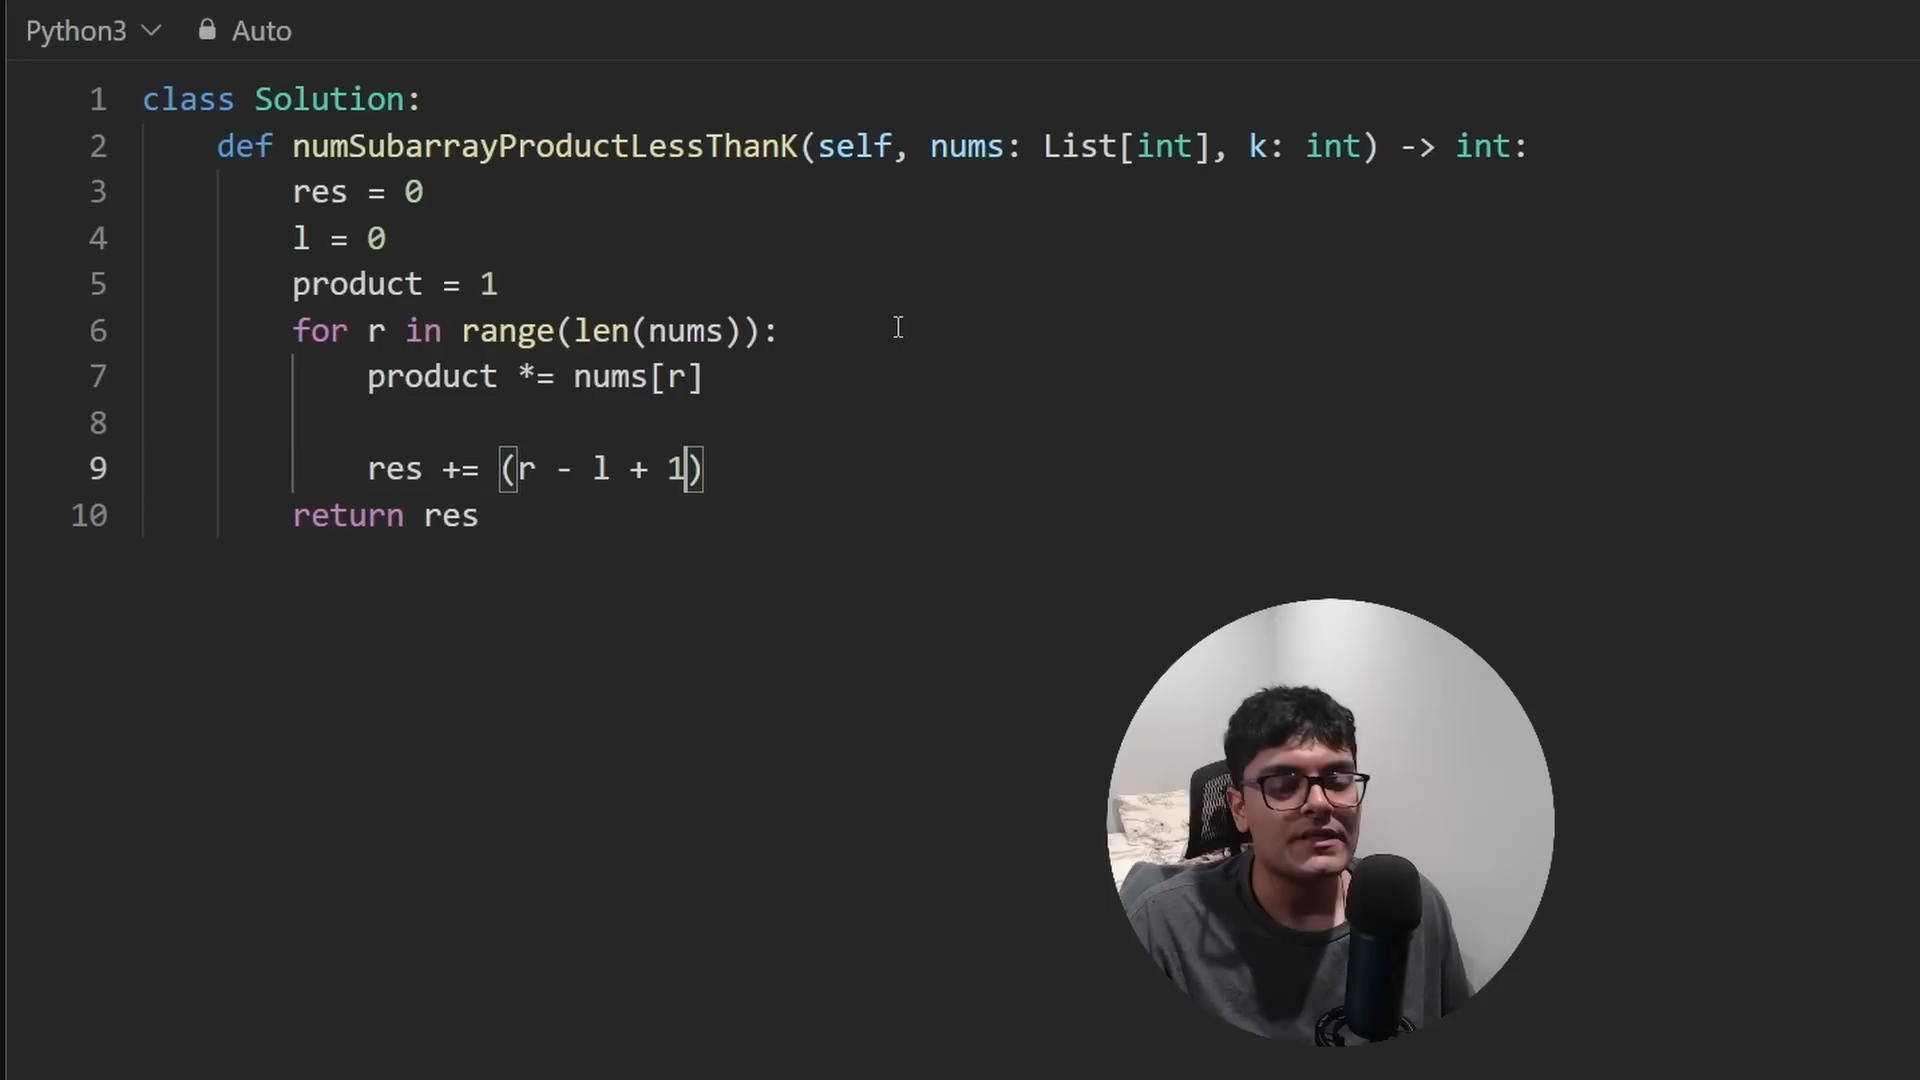 Python3 Auto
1 class Solution:
2 def numSubarrayProductLessThanK(self, nums: List[int], k: int) -> int:
3 res = 0
4 l = 0
5 product = 1
6 for r in range(len(nums)):
7 product *= nums[r]
8
9 res += (r - l + 1)
10 return res